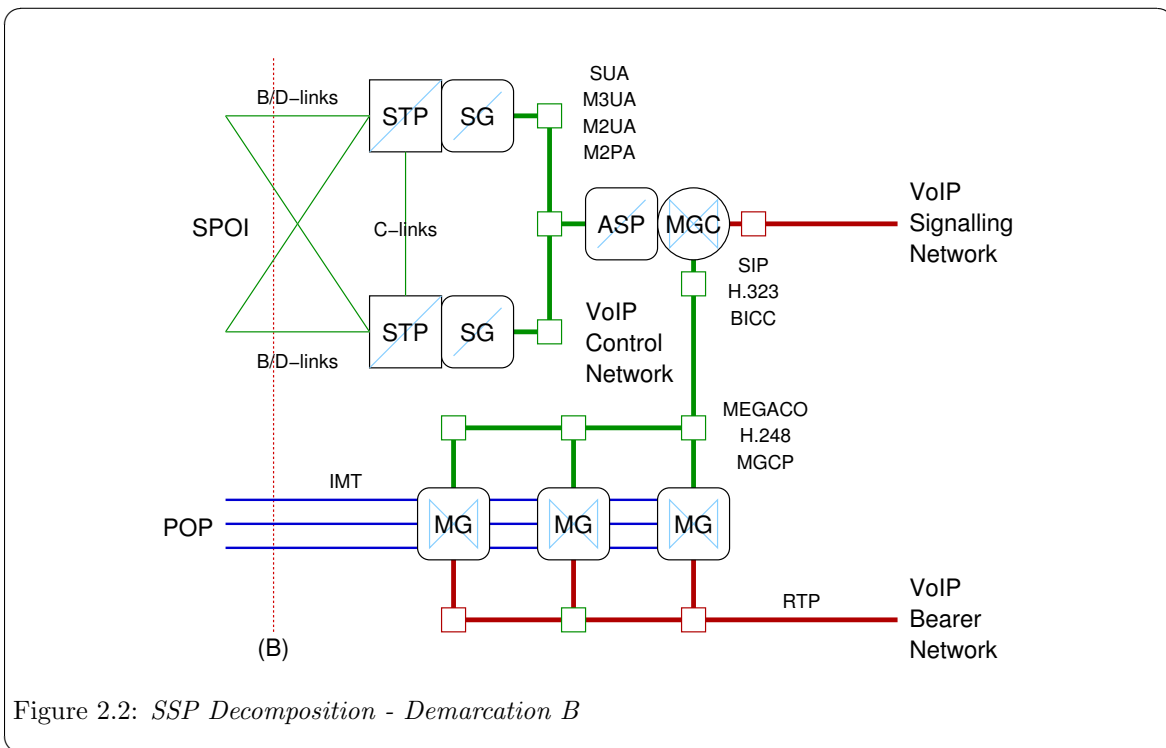 SUA
M3UA
M2UA
M2PA
B/D−links
STP
SG
SPOI
C−links
ASP
MGC
VoIP
Signalling
Network
SIP
H.323
BICC
STP
SG
VoIP
Control
Network
B/D−links
MEGACO
H.248
MGCP
IMT
POP
MG
MG
MG
RTP
VoIP
Bearer
Network
(B)
Figure 2.2: SSP Decomposition - Demarcation B